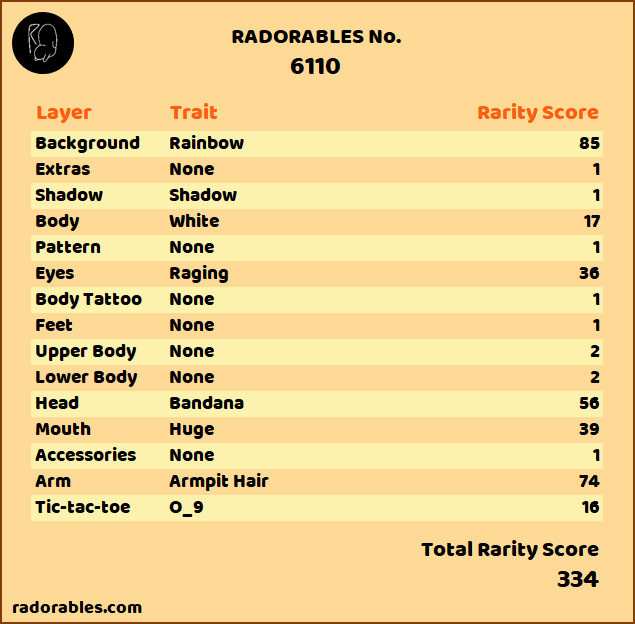 RADORABLES No.
6110
Layer Trait Rarity Score
Background Rainbow 85
Extras None 1
Shadow Shadow 1
Body White 17
Pattern None 1
Eyes Raging 36
Body Tattoo None 1
Feet None 1
Upper Body None 2
Lower Body None 2
Head Bandana 56
Mouth Huge 39
Accessories None 1
Arm Armpit Hair 74
Tic-tac-toe O_9 16
Total Rarity Score
334
radorables.com